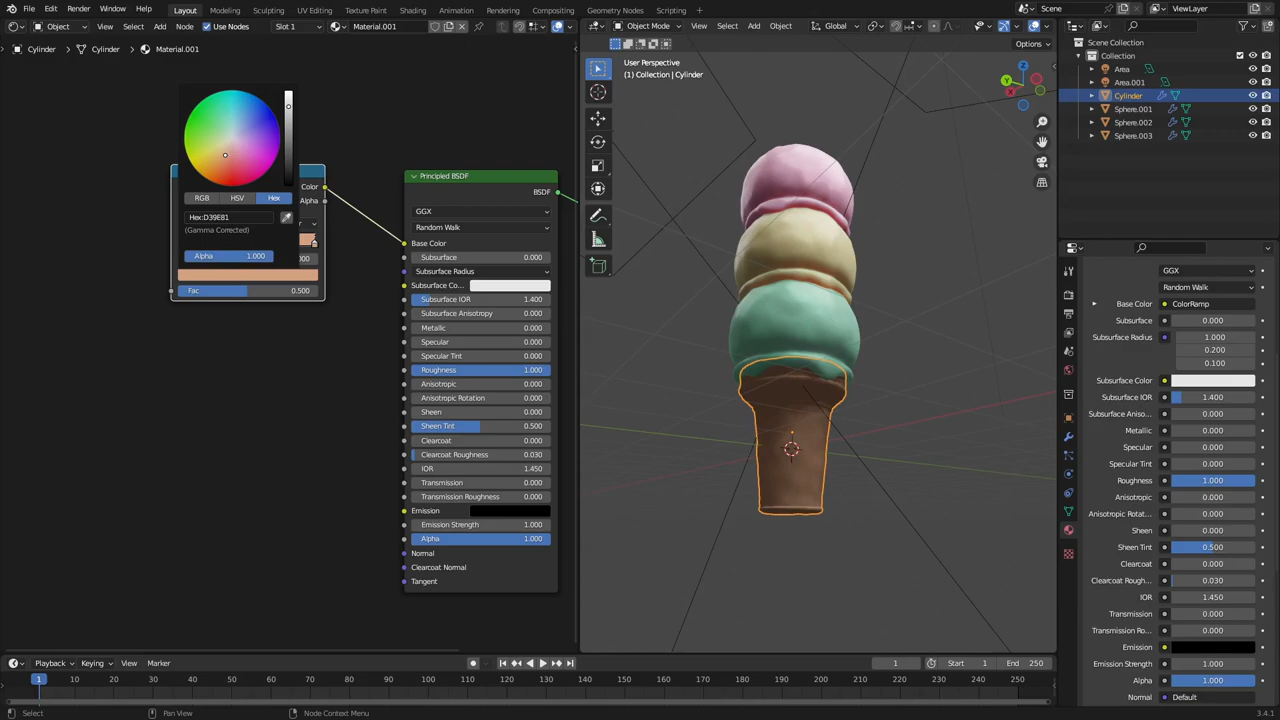 File Edit Render Window Help Layout Modeling Sculpting UV Editing Texture Paint Shading Animation Rendering Compositing Geometry Nodes Scripting Scene ViewLayer
Object View Select Add Node Use Nodes Slot 1 Material.001 Object Mode View Select Add Object Global
Cylinder Cylinder Material.001
Options
User Perspective
(1) Collection | Cylinder
Scene Collection
Collection
Area
Area.001
Cylinder
Sphere.001
Sphere.002
Sphere.003
Color
Alpha
RGB HSV Hex
Hex:D39E81
(Gamma Corrected)
Alpha 1.000
Fac 0.500
Principled BSDF
BSDF
GGX
Random Walk
Base Color
Subsurface 0.000
Subsurface Radius
Subsurface Co...
Subsurface IOR 1.400
Subsurface Anisotropy 0.000
Metallic 0.000
Specular 0.000
Specular Tint 0.000
Roughness 1.000
Anisotropic 0.000
Anisotropic Rotation 0.000
Sheen 0.000
Sheen Tint 0.500
Clearcoat 0.000
Clearcoat Roughness 0.030
IOR 1.450
Transmission 0.000
Transmission Roughness 0.000
Emission
Emission Strength 1.000
Alpha 1.000
Normal
Clearcoat Normal
Tangent
GGX
Random Walk
Base Color ColorRamp
Subsurface 0.000
Subsurface Radius 1.000
0.200
0.100
Subsurface Color
Subsurface IOR 1.400
Subsurface Aniso... 0.000
Metallic 0.000
Specular 0.000
Specular Tint 0.000
Roughness 1.000
Anisotropic 0.000
Anisotropic Rotat... 0.000
Sheen 0.000
Sheen Tint 0.500
Clearcoat 0.000
Clearcoat Rough... 0.030
IOR 1.450
Transmission 0.000
Transmission Ro... 0.000
Emission
Emission Strength 1.000
Alpha 1.000
Normal Default
Playback Keying View Marker 1 Start 1 End 250
1 10 20 30 40 50 60 70 80 90 100 110 120 130 140 150 160 170 180 190 200 210 220 230 240 250
Select Pan View Node Context Menu 3.4.1